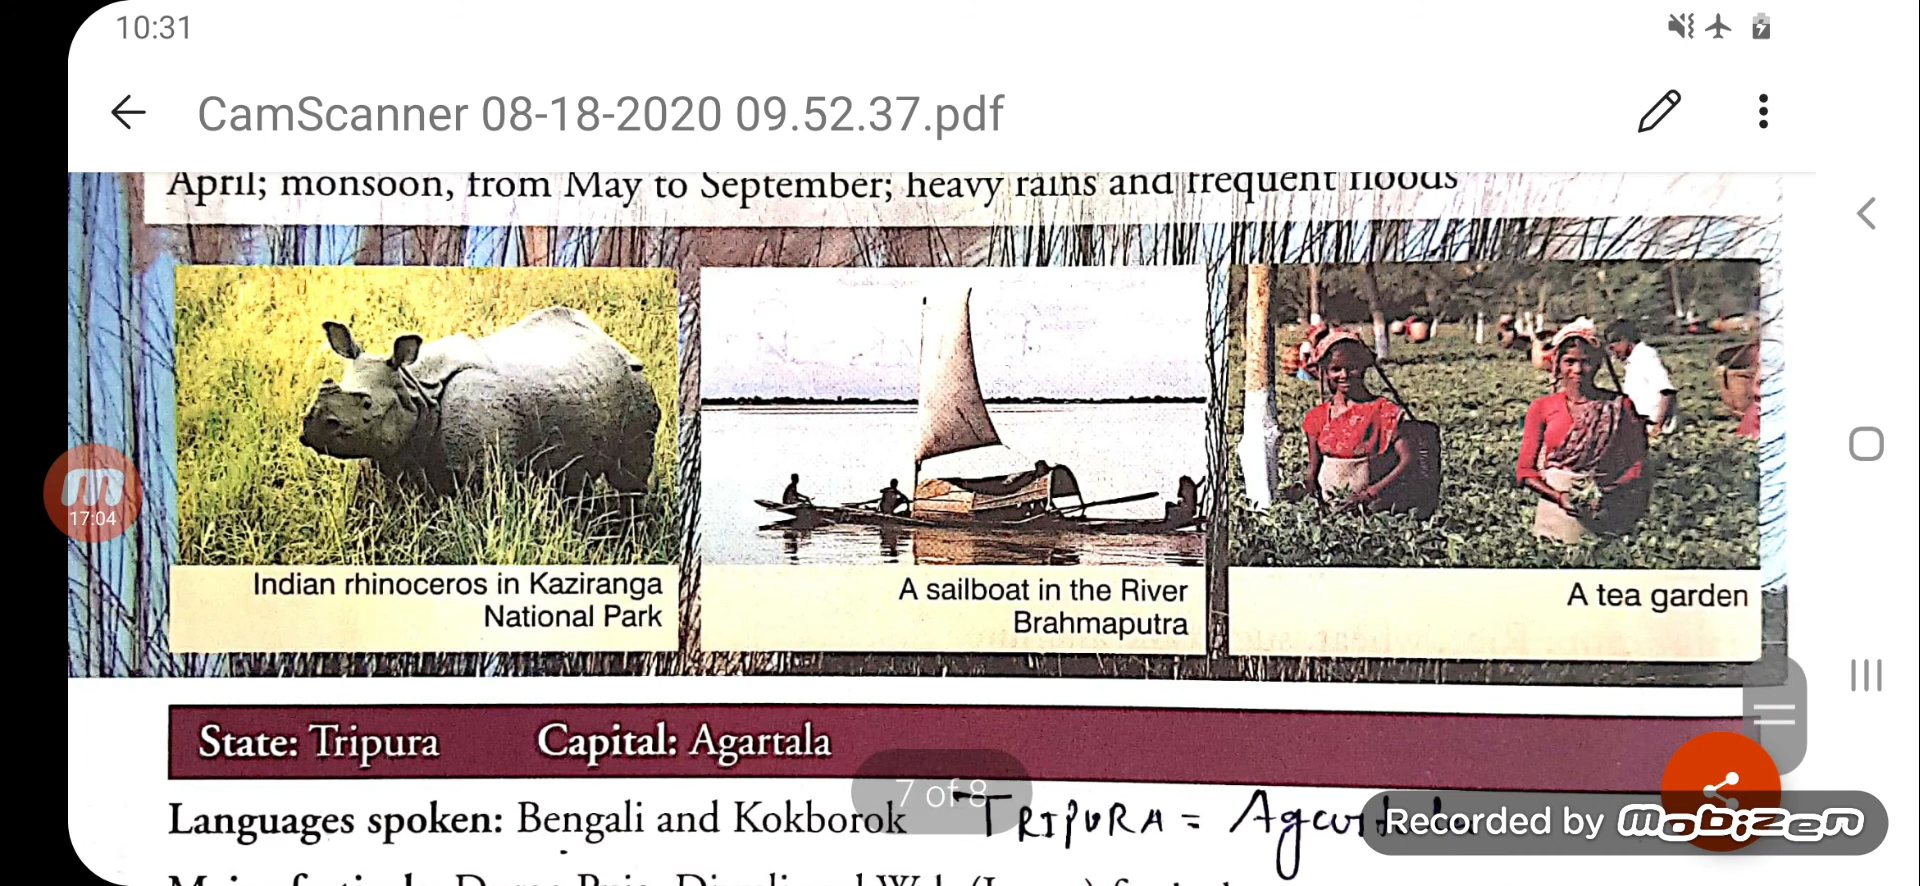 10:31
CamScanner 08-18-2020 09.52.37.pdf
April; monsoon, from May to September; heavy rains and frequent floods
17:04
Indian rhinoceros in Kaziranga
National Park
A sailboat in the River
Brahmaputra
A tea garden
State: Tripura Capital: Agartala
7 of 8
Languages spoken: Bengali and Kokborok TRIPURA = Agartala
Recorded by mobizen